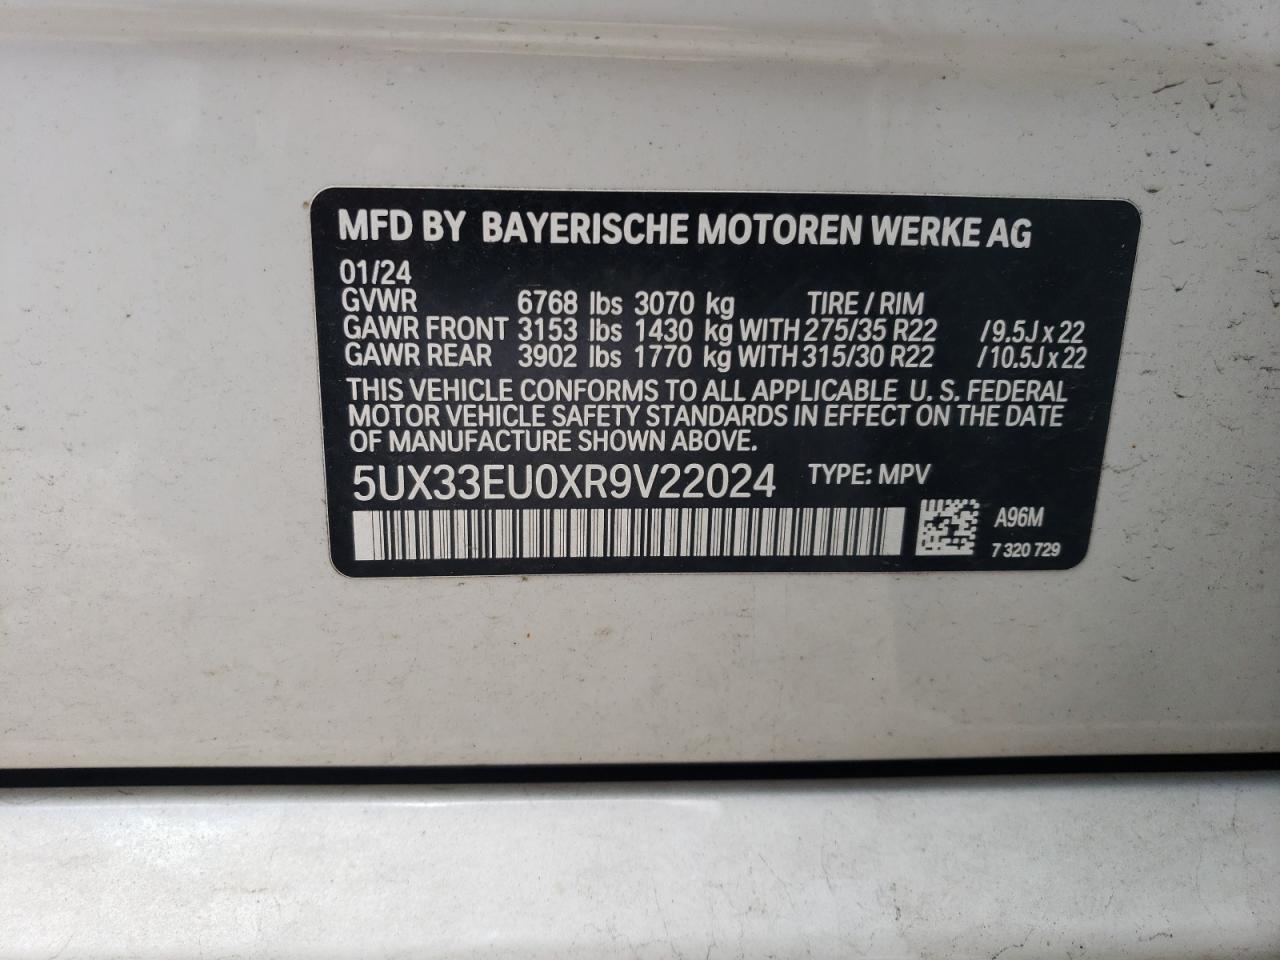 MFD BY BAYERISCHE MOTOREN WERKE AG
01/24
GVWR 6768 lbs 3070 kg TIRE / RIM
GAWR FRONT 3153 lbs 1430 kg WITH 275/35 R22 /9.5J x 22
GAWR REAR 3902 lbs 1770 kg WITH 315/30 R22 /10.5J x 22
THIS VEHICLE CONFORMS TO ALL APPLICABLE U. S. FEDERAL
MOTOR VEHICLE SAFETY STANDARDS IN EFFECT ON THE DATE
OF MANUFACTURE SHOWN ABOVE.
5UX33EU0XR9V22024 TYPE: MPV
A96M
7 320 729